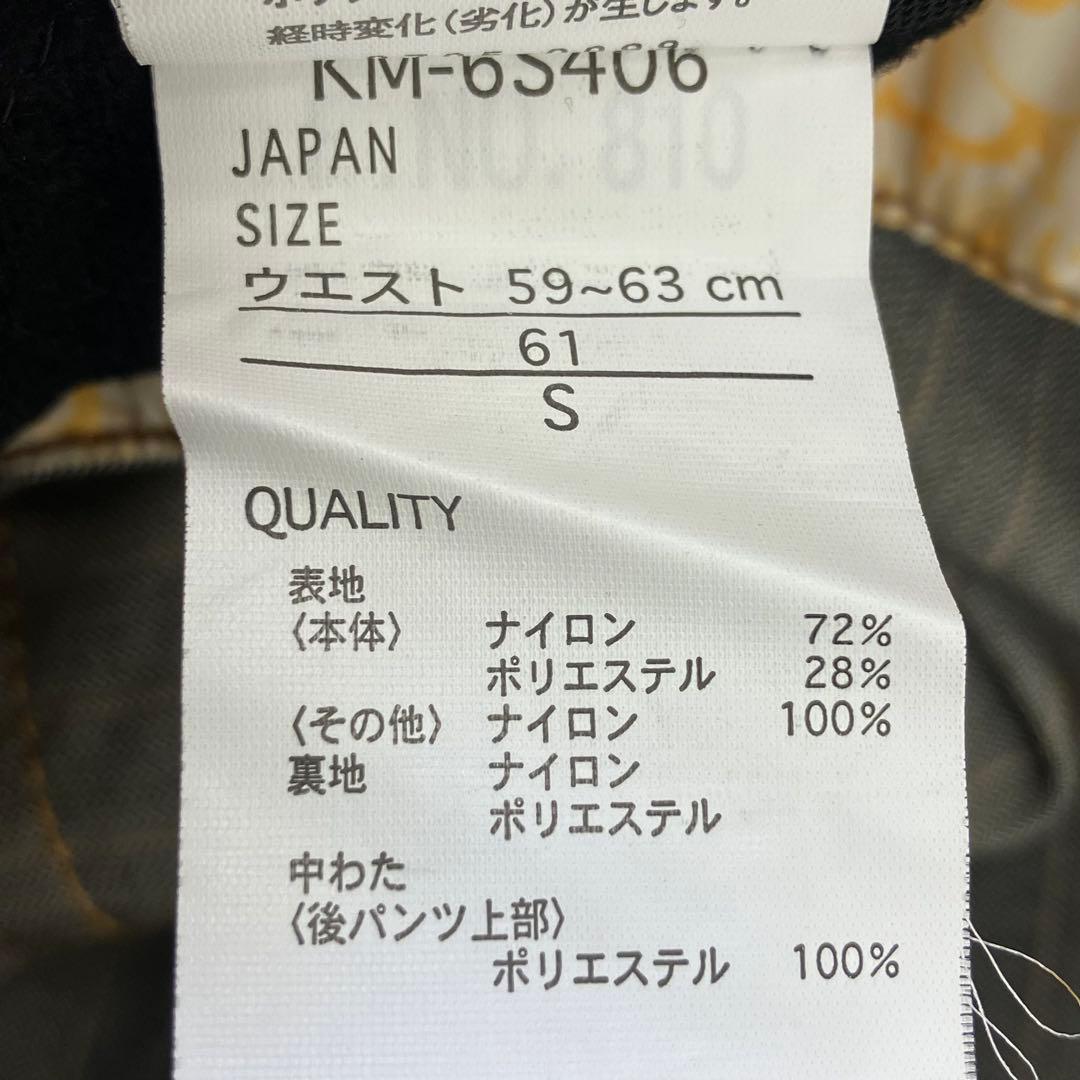 経時変化(劣化)が生じます。
KM-63406
JAPAN
SIZE
ウエスト 59~63 cm
61
S
QUALITY
表地
〈本体〉 ナイロン 72%
ポリエステル 28%
〈その他〉 ナイロン 100%
裏地 ナイロン
ポリエステル
中わた
〈後パンツ上部〉
ポリエステル 100%
NO. 810